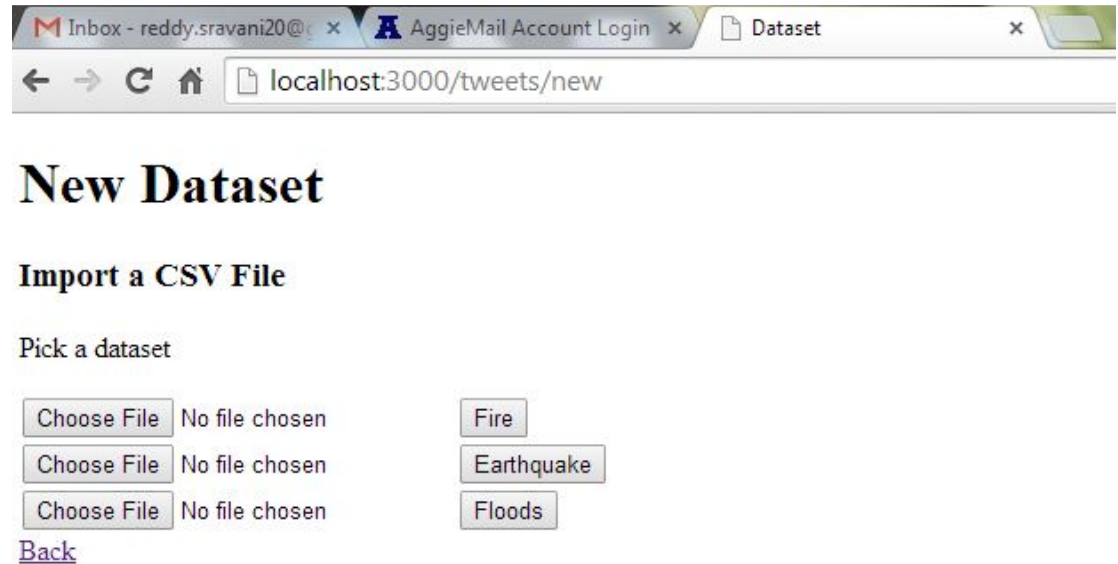 Inbox - reddy.sravani20@
AggieMail Account Login
Dataset
localhost:3000/tweets/new
New Dataset
Import a CSV File
Pick a dataset
Choose File No file chosen Fire
Choose File No file chosen Earthquake
Choose File No file chosen Floods
Back